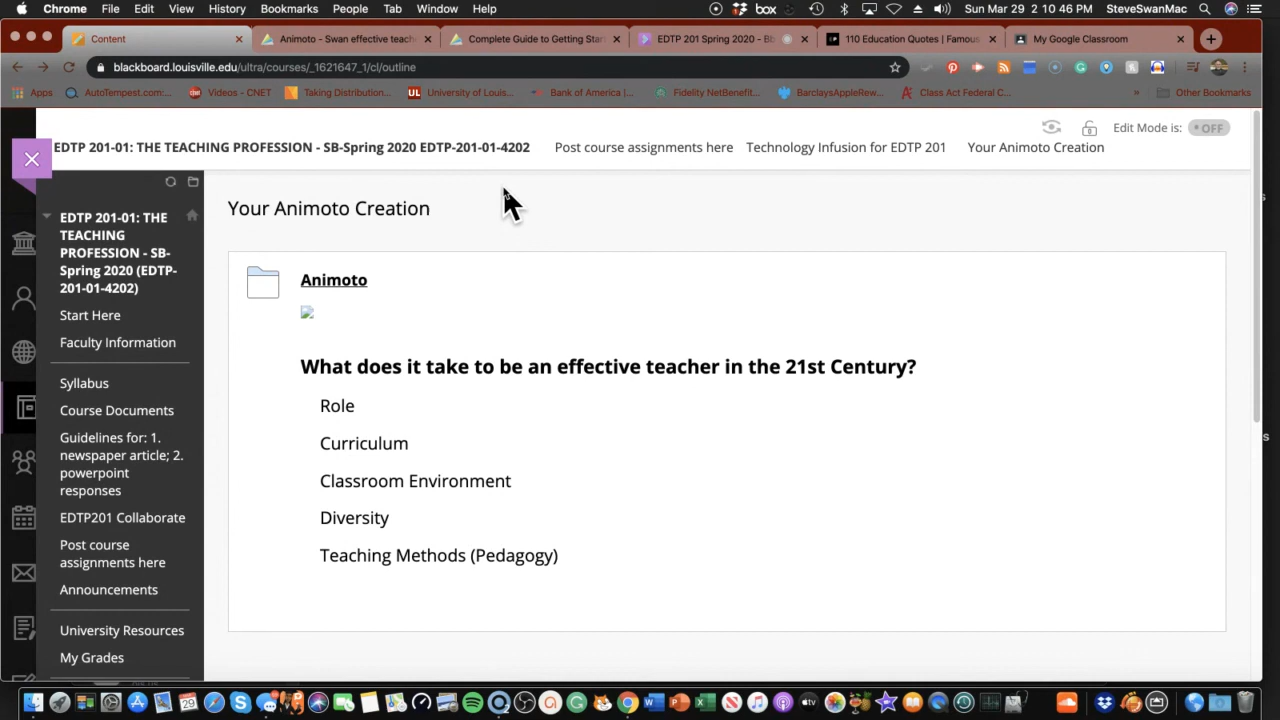 Chrome File Edit View History Bookmarks People Tab Window Help box Sun Mar 29 2:10:46 PM SteveSwanMac
Content Animoto - Swan effective teach Complete Guide to Getting Star EDTP 201 Spring 2020 - Bb 110 Education Quotes | Famous My Google Classroom
blackboard.louisville.edu/ultra/courses/_1621647_1/cl/outline
Apps AutoTempest.com:... Videos - CNET Taking Distribution... UL University of Louis... Bank of America |... Fidelity NetBenefit... BarclaysAppleRew... Class Act Federal C... » Other Bookmarks
Edit Mode is: • OFF
EDTP 201-01: THE TEACHING PROFESSION - SB-Spring 2020 EDTP-201-01-4202 Post course assignments here Technology Infusion for EDTP 201 Your Animoto Creation
EDTP 201-01: THE
TEACHING
PROFESSION - SB-
Spring 2020 (EDTP-
201-01-4202)
Start Here
Faculty Information
Syllabus
Course Documents
Guidelines for: 1.
newspaper article; 2.
powerpoint
responses
EDTP201 Collaborate
Post course
assignments here
Announcements
University Resources
My Grades
Your Animoto Creation
Animoto
What does it take to be an effective teacher in the 21st Century?
Role
Curriculum
Classroom Environment
Diversity
Teaching Methods (Pedagogy)